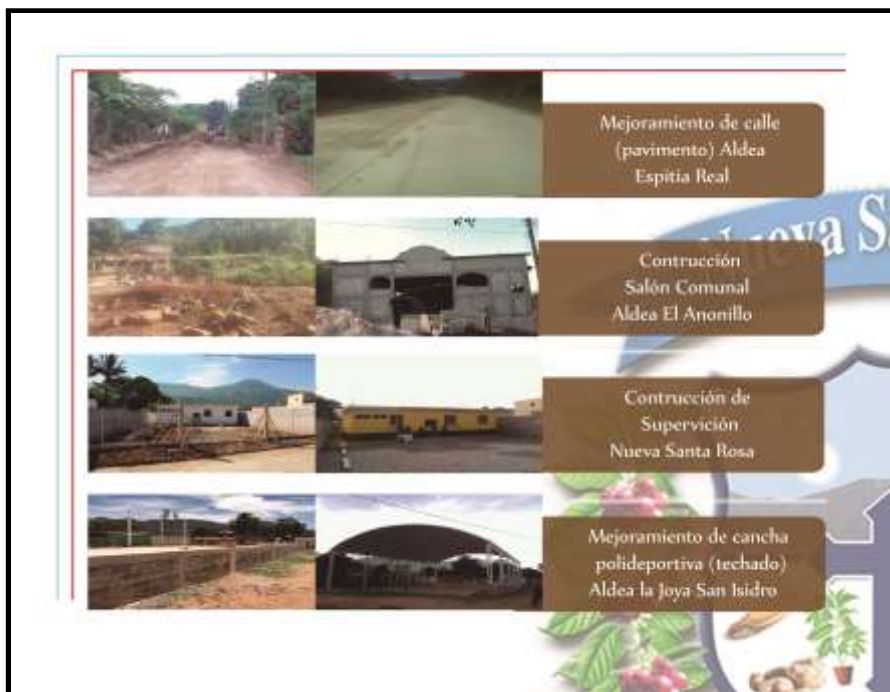 Mejoramiento de calle
(pavimento) Aldea
Espitia Real
Nueva S
Contrucción
Salón Comunal
Aldea El Anonillo
Contrucción de
Supervición
Nueva Santa Rosa
Mejoramiento de cancha
polideportiva (techado)
Aldea la Joya San Isidro